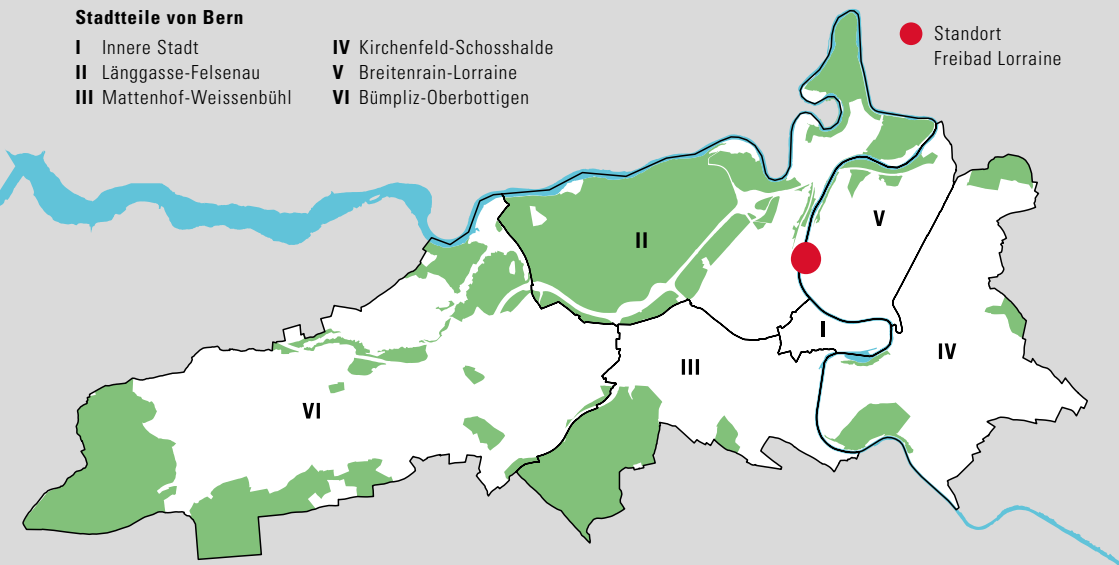 Stadtteile von Bern
I Innere Stadt
II Länggasse-Felsenau
III Mattenhof-Weissenbühl
IV Kirchenfeld-Schosshalde
V Breitenrain-Lorraine
VI Bümpliz-Oberbottigen
Standort
Freibad Lorraine
V
II
I
IV
III
VI